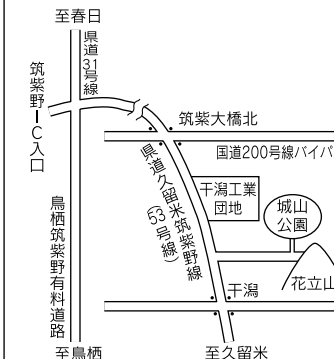 至春日
県道31号線
筑紫野IC入口
筑紫大橋北
国道200号線バイパ
県道久留米筑紫野線
(53号線)
干潟工業
団地
城山
公園
鳥栖筑紫野有料道路
干潟
花立山
至鳥栖
至久留米